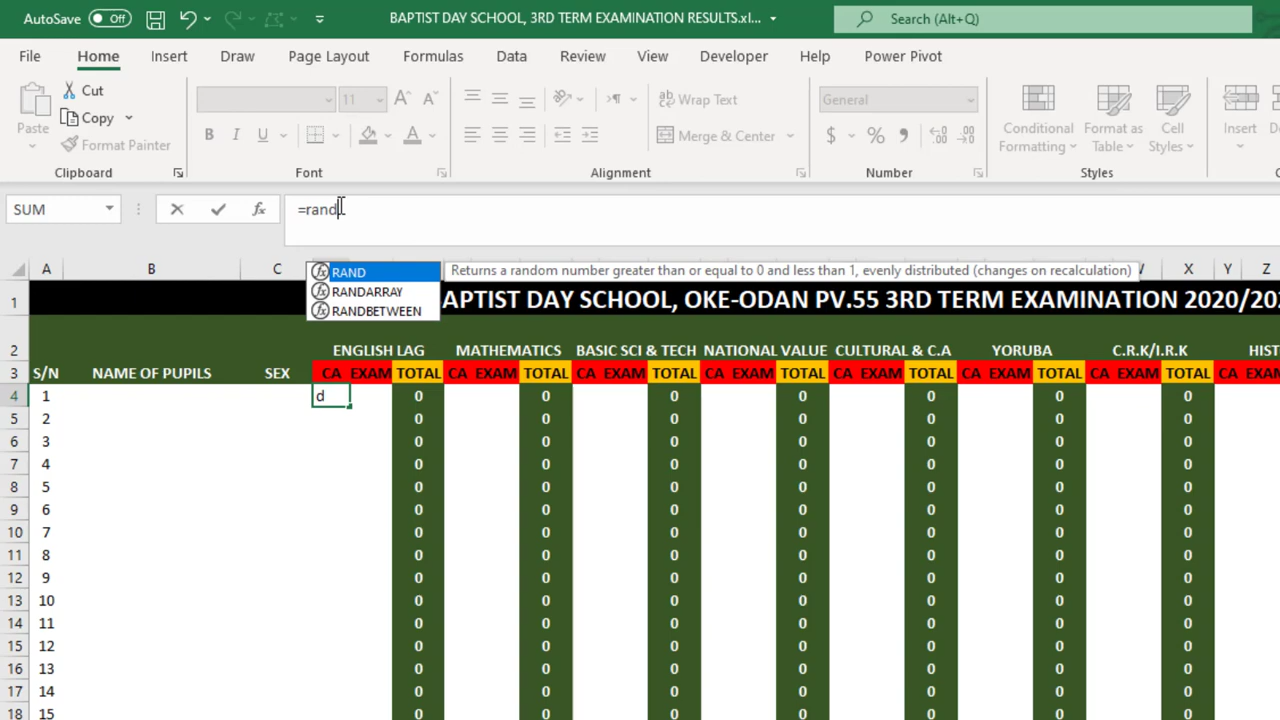 AutoSave Off BAPTIST DAY SCHOOL, 3RD TERM EXAMINATION RESULTS.xl... Search (Alt+Q)
File Home Insert Draw Page Layout Formulas Data Review View Developer Help Power Pivot
Paste Cut Copy Format Painter
11
B I U A
ab Wrap Text
Merge & Center
General
$ % 9
Conditional Formatting Format as Table Cell Styles Insert
Clipboard Font Alignment Number Styles
SUM fx =rand
A B C W X Y Z
RAND Returns a random number greater than or equal to 0 and less than 1, evenly distributed (changes on recalculation)
RANDARRAY
RANDBETWEEN
1 APTIST DAY SCHOOL, OKE-ODAN PV.55 3RD TERM EXAMINATION 2020/202
2 ENGLISH LAG MATHEMATICS BASIC SCI & TECH NATIONAL VALUE CULTURAL & C.A YORUBA C.R.K/I.R.K HIST
3 S/N NAME OF PUPILS SEX CA EXAM TOTAL CA EXAM TOTAL CA EXAM TOTAL CA EXAM TOTAL CA EXAM TOTAL CA EXAM TOTAL CA EXAM TOTAL CA EXA
4 1 d 0 0 0 0 0 0 0
5 2 0 0 0 0 0 0 0
6 3 0 0 0 0 0 0 0
7 4 0 0 0 0 0 0 0
8 5 0 0 0 0 0 0 0
9 6 0 0 0 0 0 0 0
10 7 0 0 0 0 0 0 0
11 8 0 0 0 0 0 0 0
12 9 0 0 0 0 0 0 0
13 10 0 0 0 0 0 0 0
14 11 0 0 0 0 0 0 0
15 12 0 0 0 0 0 0 0
16 13 0 0 0 0 0 0 0
17 14 0 0 0 0 0 0 0
18 15 0 0 0 0 0 0 0